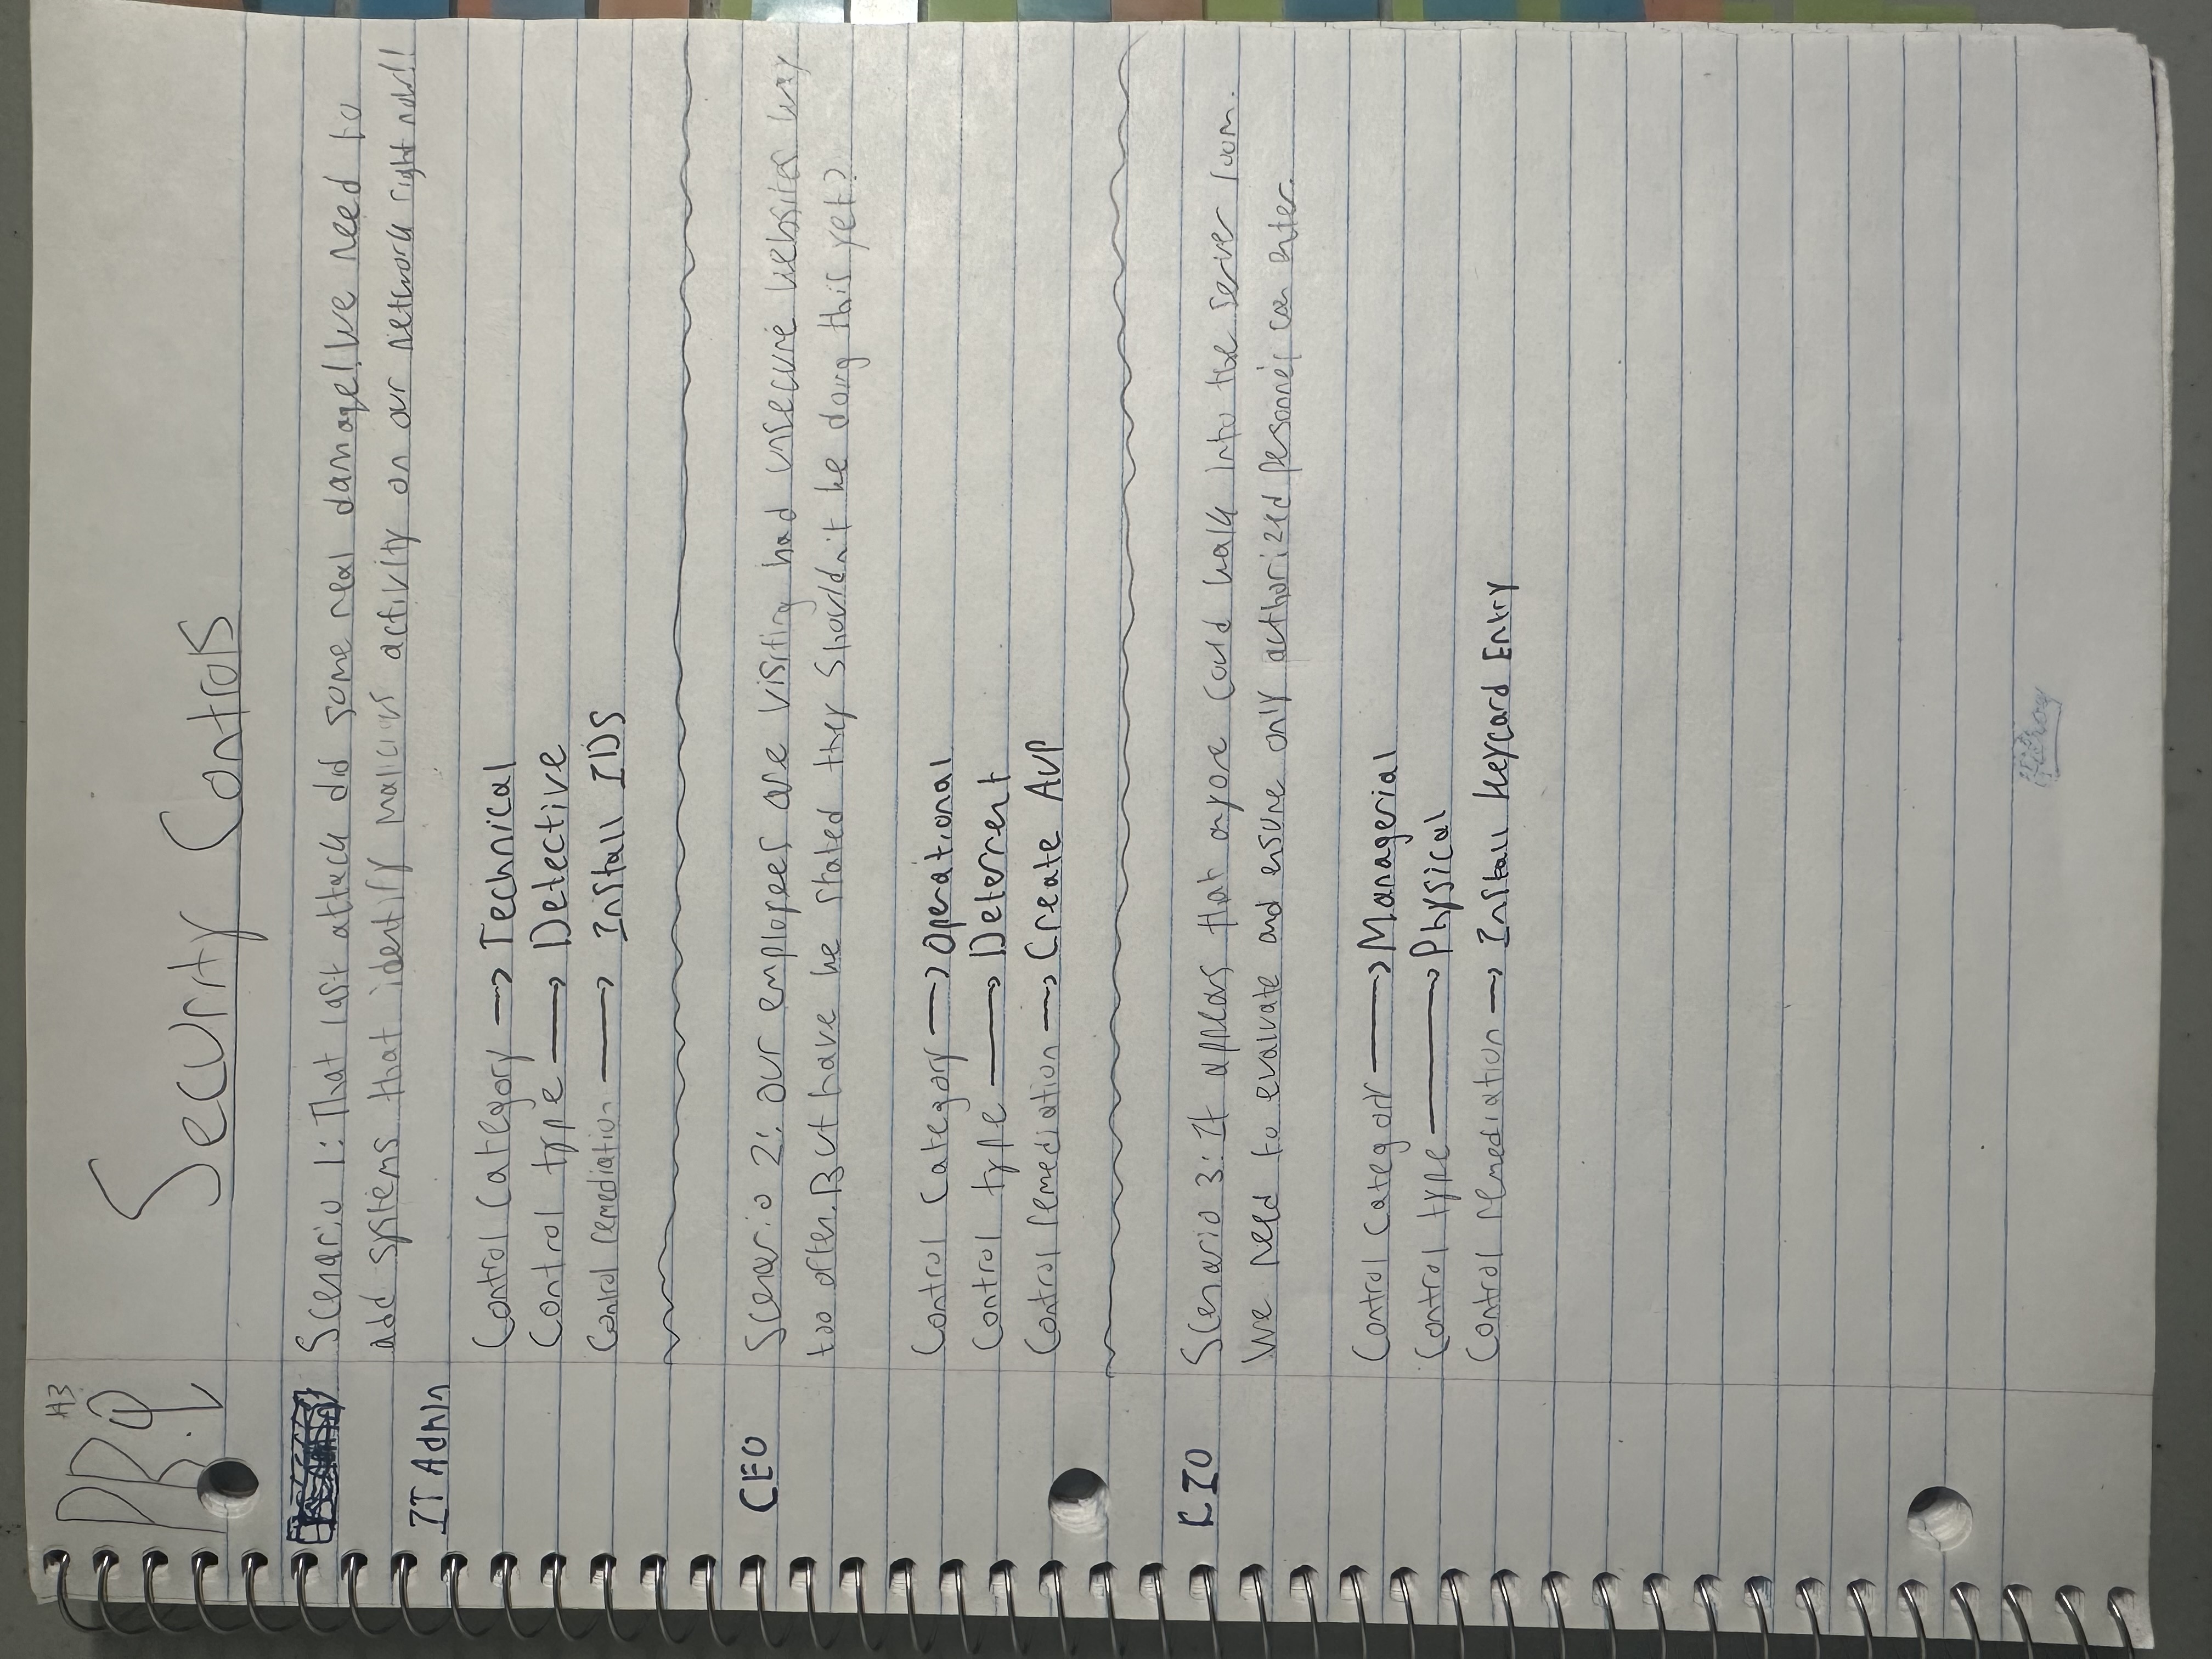 #3
PBQ
Security Controls
Scenario 1: That last attack did some real damage! We need to
add systems that identify malicious activity on our network right now!!
IT Admin
Control Category → Technical
Control type → Detective
Control remediation → Install IDS
CEO
Scenario 2: Our employees are visiting bad unsecure websites way
too often. But have we stated they shouldn't be doing this yet?
Control Category → Operational
Control type → Deterrent
Control remediation → Create AUP
CIO
Scenario 3: It appears that anyone could walk into the server room.
We need to evaluate and ensure only authorized personnel can enter.
Control Category → Managerial
Control type → Physical
Control remediation → Install Keycard Entry